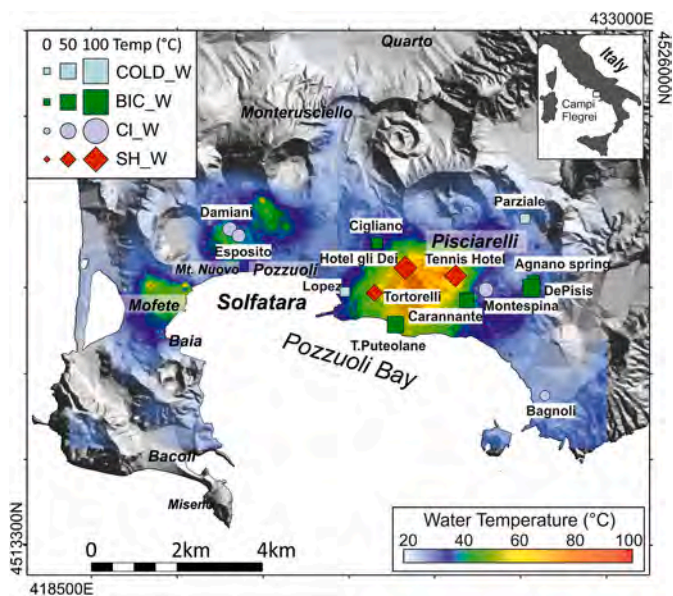 433000E
4526000N
0 50 100 Temp (°C)
COLD_W
BIC_W
CI_W
SH_W
Quarto
Italy
Campi
Flegrei
Monterusciello
Parziale
Damiani
Cigliano
Pisciarelli
Esposito
Hotel gli Dei
Tennis Hotel
Agnano spring
Mt. Nuovo
Pozzuoli
Lopez
DePisis
Mofete
Solfatara
Tortorelli
Montespina
Carannante
Baia
T.Puteolane
Pozzuoli Bay
Bagnoli
Bacoli
Miseno
Water Temperature (°C)
20 40 60 80 100
4513300N
0 2km 4km
418500E